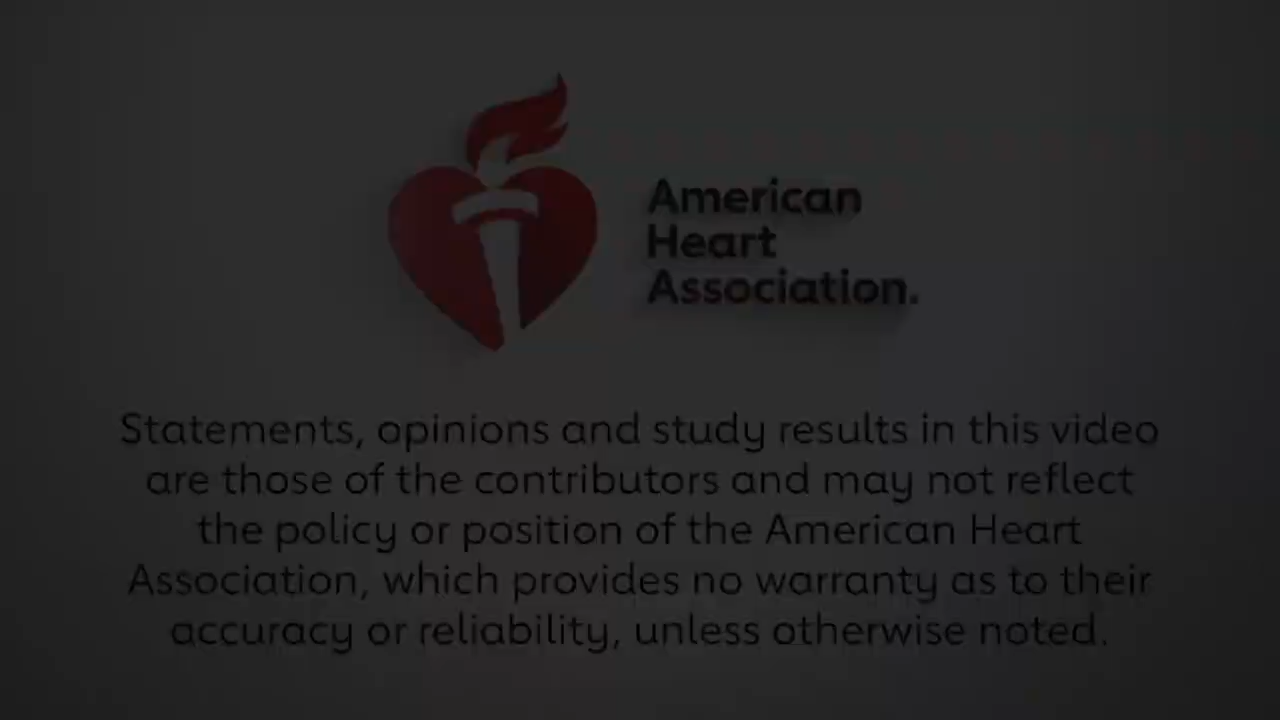 American
Heart
Association.
Statements, opinions and study results in this video
are those of the contributors and may not reflect
the policy or position of the American Heart
Association, which provides no warranty as to their
accuracy or reliability, unless otherwise noted.